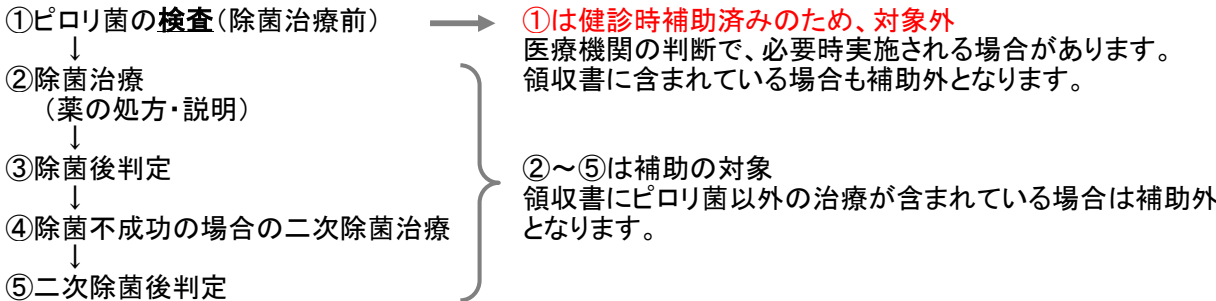 ①ピロリ菌の検査(除菌治療前)
①は健診時補助済みのため、対象外
医療機関の判断で、必要時実施される場合があります。
領収書に含まれている場合も補助外となります。
↓
②除菌治療
(薬の処方・説明)
↓
③除菌後判定
↓
④除菌不成功の場合の二次除菌治療
↓
⑤二次除菌後判定
②～⑤は補助の対象
領収書にピロリ菌以外の治療が含まれている場合は補助外
となります。